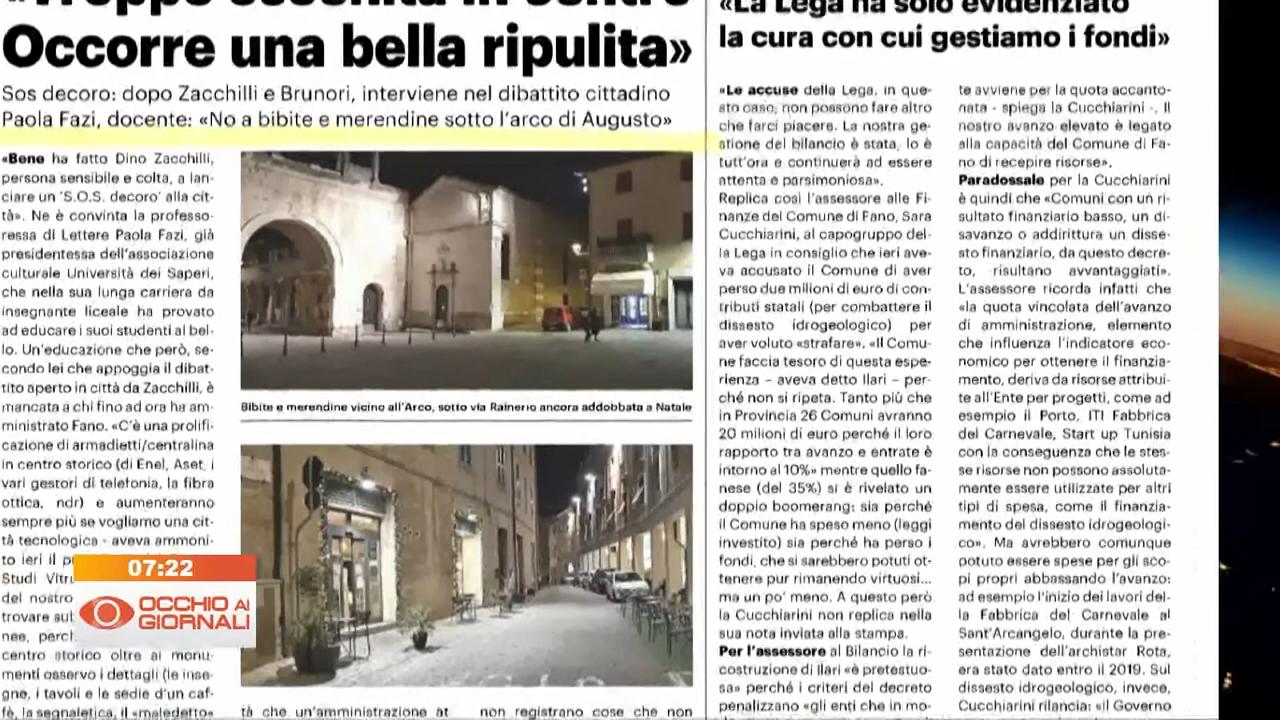 Occorre una bella ripulita»
Sos decoro: dopo Zacchilli e Brunori, interviene nel dibattito cittadino
Paola Fazi, docente: «No a bibite e merendine sotto l'arco di Augusto»
«Bene ha fatto Dino Zacchilli,
persona sensibile e colta, a lan-
ciare un 'S.O.S. decoro' alla cit-
tà». Ne è convinta la professo-
ressa di Lettere Paola Fazi, già
presidentessa dell'associazione
culturale Università dei Saperi,
che nella sua lunga carriera da
insegnante liceale ha provato
ad educare i suoi studenti al bel-
lo. Un'educazione che però, se-
condo lei che appoggia il dibat-
tito aperto in città da Zacchilli, è
mancata a chi fino ad ora ha am-
ministrato Fano. «C'è una prolifi-
cazione di armadietti/centralina
in centro storico (di Enel, Aset, i
vari gestori di telefonia, la fibra
ottica, ndr) e aumenteranno
sempre più se vogliamo una cit-
tà tecnologica - aveva ammoni-
to ieri il
Studi
del nostro
trovare
nee,
centro storico oltre ai monu-
menti osservo i dettagli (le inse-
gne, i tavoli e le sedie d'un caf-
fè, la segnaletica, il «maledetto»
Bibite e merendine vicino all'Arco, sotto via Rainerio ancora addobbata a Natale
tà che un'amministrazione at
non registrano cose che non
«La Lega ha solo evidenziato
la cura con cui gestiamo i fondi»
«Le accuse della Lega, in que-
sto caso, non possono fare altro
che farci piacere. La nostra ge-
stione del bilancio è stata, lo è
tutt'ora e continuerà ad essere
attenta e parsimoniosa».
Replica così l'assessore alle Fi-
nanze del Comune di Fano, Sara
Cucchiarini, al capogruppo del-
la Lega in consiglio che ieri ave-
va accusato il Comune di aver
perso due milioni di euro di con-
tributi statali (per combattere il
dissesto idrogeologico) per
aver voluto «strafare». «Il Comu-
ne faccia tesoro di questa espe-
rienza - aveva detto Ilari - per-
ché non si ripeta. Tanto più che
in Provincia 26 Comuni avranno
20 milioni di euro perché il loro
rapporto tra avanzo e entrate è
intorno al 10%» mentre quello fa-
nese (del 35%) si è rivelato un
doppio boomerang: sia perché
il Comune ha speso meno (leggi
investito) sia perché ha perso i
fondi, che si sarebbero potuti ot-
tenere pur rimanendo virtuosi...
ma un po' meno. A questo però
la Cucchiarini non replica nella
sua nota inviata alla stampa.
Per l'assessore al Bilancio la ri-
costruzione di Ilari «è pretestuo-
sa» perché i criteri del decreto
penalizzano «gli enti che in mo-
te avviene per la quota accanto-
nata - spiega la Cucchiarini -. Il
nostro avanzo elevato è legato
alla capacità del Comune di Fa-
no di recepire risorse».
Paradossale per la Cucchiarini
è quindi che «Comuni con un ri-
sultato finanziario basso, un di-
savanzo o addirittura un disse-
sto finanziario, da questo decre-
to, risultano avvantaggiati».
L'assessore ricorda infatti che
«la quota vincolata dell'avanzo
di amministrazione, elemento
che influenza l'indicatore eco-
nomico per ottenere il finanzia-
mento, deriva da risorse attribui-
te all'Ente per progetti, come ad
esempio il Porto, ITI Fabbrica
del Carnevale, Start up Tunisia
con la conseguenza che le stes-
se risorse non possono assoluta-
mente essere utilizzate per altri
tipi di spesa, come il finanzia-
mento del dissesto idrogeologi-
co». Ma avrebbero comunque
potuto essere spese per gli sco-
pi propri abbassando l'avanzo:
ad esempio l'inizio dei lavori del-
la Fabbrica del Carnevale al
Sant'Arcangelo, durante la pre-
sentazione dell'archistar Rota,
era stato dato entro il 2019. Sul
dissesto idrogeologico, invece,
Cucchiarini rilancia: «il Governo
07:22
OCCHIO AI
GIORNALI